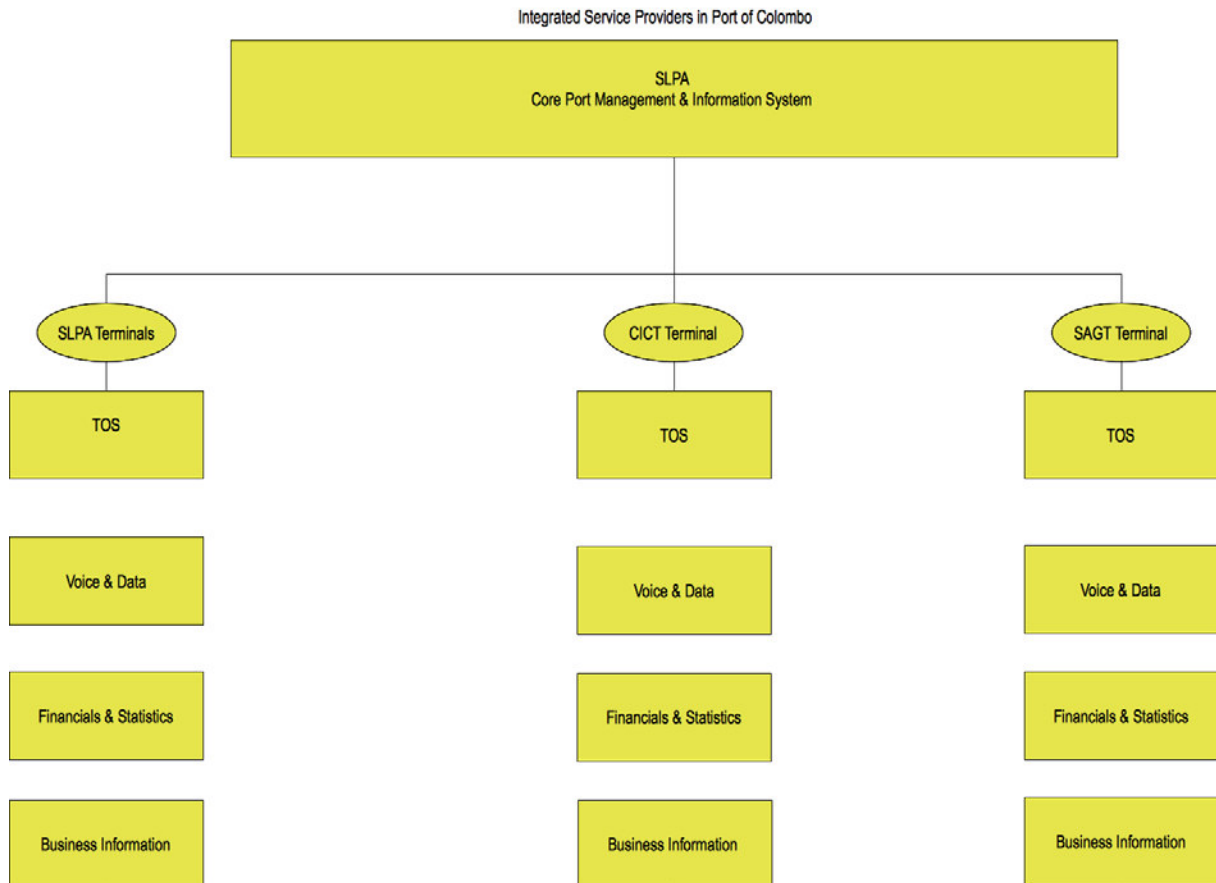 Integrated Service Providers in Port of Colombo
SLPA
Core Port Management & Information System
SLPA Terminals
CICT Terminal
SAGT Terminal
TOS
TOS
TOS
Voice & Data
Voice & Data
Voice & Data
Financials & Statistics
Financials & Statistics
Financials & Statistics
Business Information
Business Information
Business Information